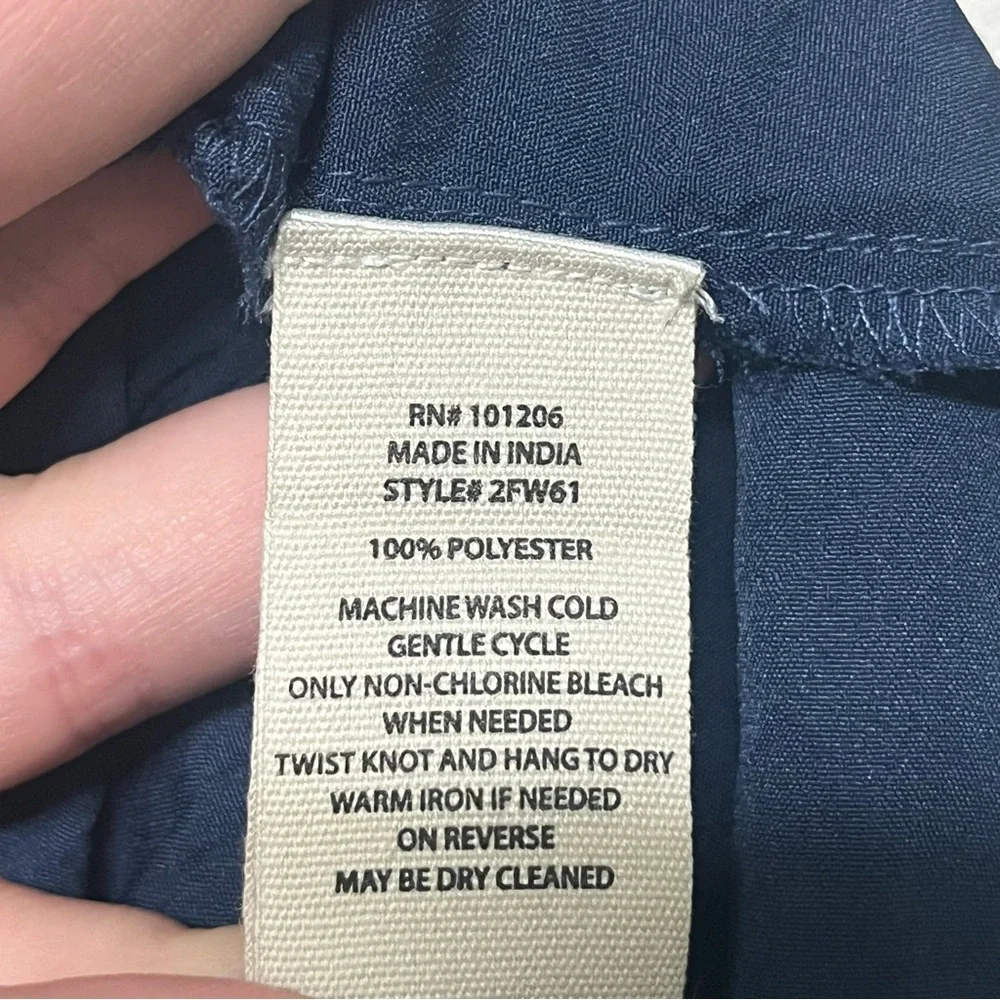 RN# 101206
MADE IN INDIA
STYLE# 2FW61
100% POLYESTER
MACHINE WASH COLD
GENTLE CYCLE
ONLY NON-CHLORINE BLEACH
WHEN NEEDED
TWIST KNOT AND HANG TO DRY
WARM IRON IF NEEDED
ON REVERSE
MAY BE DRY CLEANED